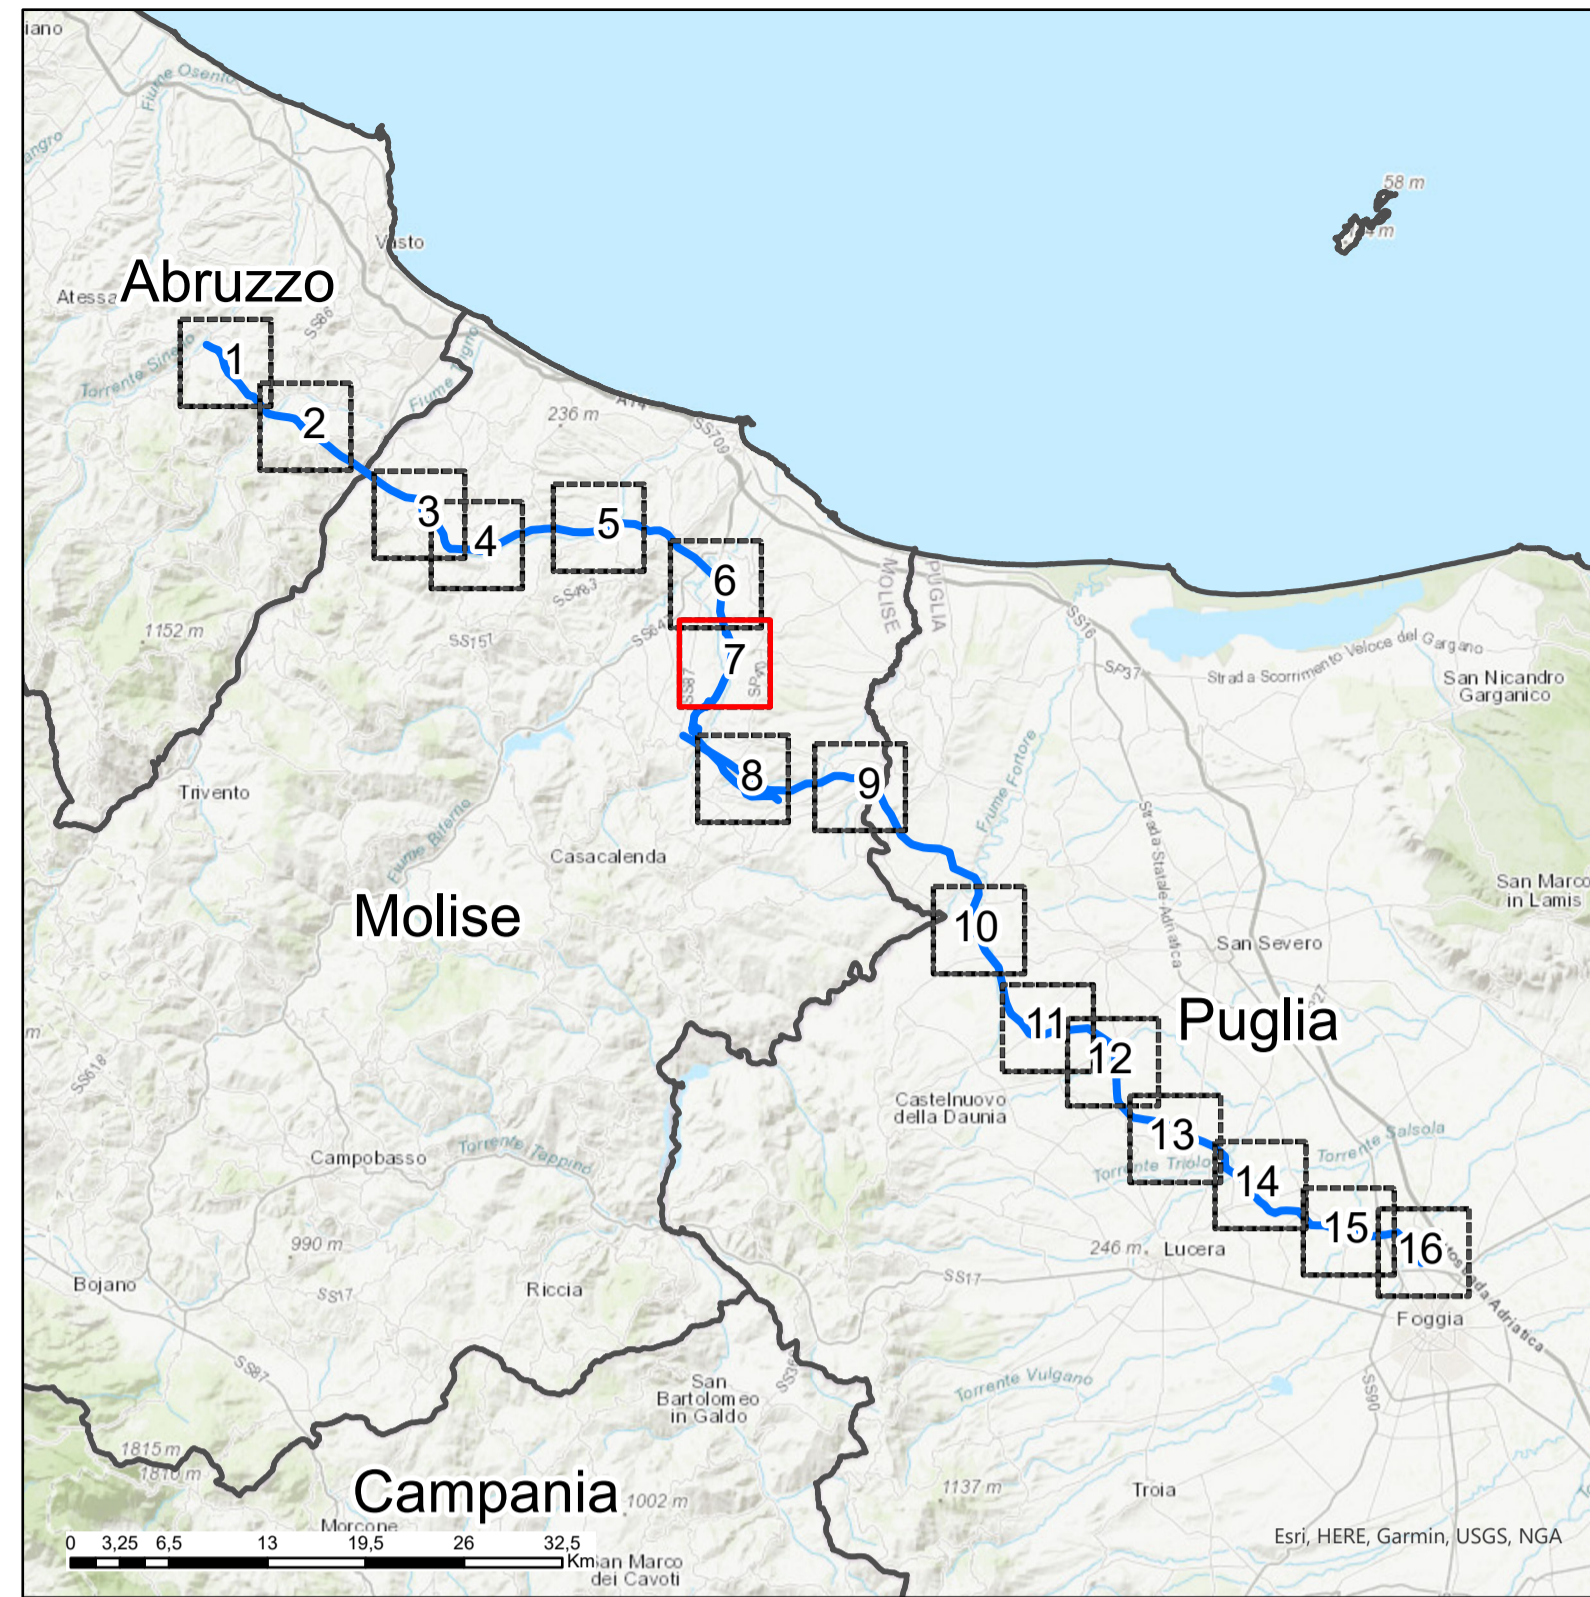 iano
Fiume Osento
angro
58 m
Vasto
Abruzzo
Atessa
SS86
1
Torrente Sinello
Fiume Trigno
2
236 m
A14
SS709
3
4
5
SS483
6
MOLISE
PUGLIA
SS16
1152 m
SS157
SS647
7
SS87
SP40
SP37
Strada Scorrimento Veloce del Gargano
San Nicandro
Garganico
Trivento
8
9
Fiume Fortore
Strada Statale Adriatica
Fiume Biferno
Casacalenda
San Marco
in Lamis
Molise
10
San Severo
11
Puglia
12
m
SS618
Castelnuovo
della Daunia
13
Torrente Salsola
Torrente Tappino
Campobasso
Torrente Triolo
14
15
16
990 m
246 m
Lucera
Bojano
SS17
Riccia
SS17
Foggia
SS87
San
Bartolomeo
in Galdo
Torrente Vulgano
SS90
1815 m
1816 m
Campania
1002 m
1137 m
Troia
Morcone
Esri, HERE, Garmin, USGS, NGA
0 3,25 6,5 13 19,5 26 32,5
Km
an Marco
dei Cavoti